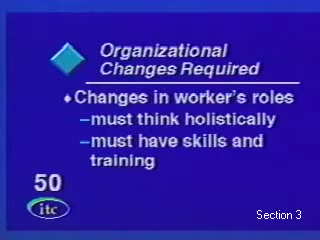 Organizational
Changes Required
♦Changes in worker's roles
–must think holistically
–must have skills and
training
50
itc
Section 3